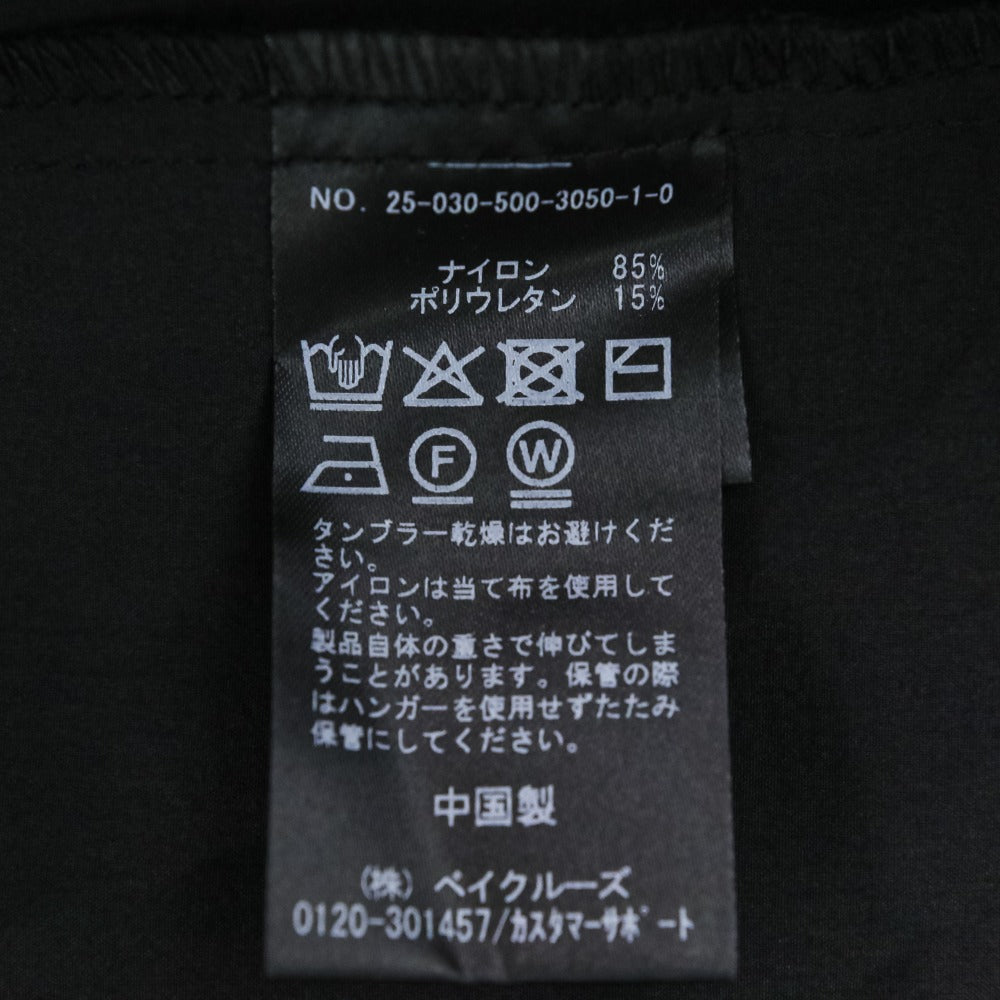 NO. 25-030-500-3050-1-0
ナイロン 85%
ポリウレタン 15%
F W
タンブラー乾燥はお避けくだ
さい。
アイロンは当て布を使用して
ください。
製品自体の重さで伸びてしま
うことがあります。保管の際
はハンガーを使用せずたたみ
保管にしてください。
中国製
(株) ベイクルーズ
0120-301457/カスタマーサポート